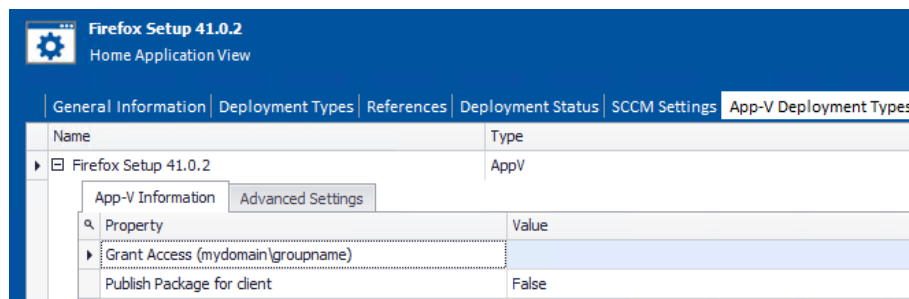 Firefox Setup 41.0.2
Home Application View
General Information Deployment Types References Deployment Status SCCM Settings App-V Deployment Types
Name Type
Firefox Setup 41.0.2 AppV
App-V Information Advanced Settings
Property Value
Grant Access (mydomain\groupname)
Publish Package for client False